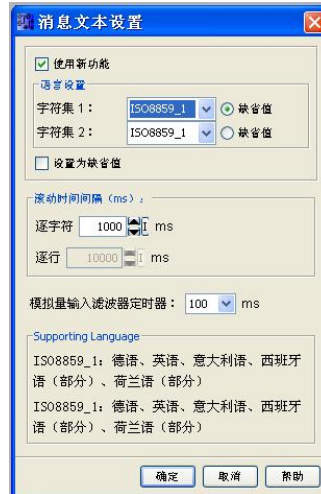 消息文本设置
使用新功能
语言设置
字符集 1： ISO8859_1 缺省值
字符集 2： ISO8859_1 缺省值
设置为缺省值
滚动时间间隔（ms）：
逐字符 1000 ms
逐行 10000 ms
模拟量输入滤波器定时器： 100 ms
Supporting Language
ISO8859_1：德语、英语、意大利语、西班牙
语（部分）、荷兰语（部分）
ISO8859_1：德语、英语、意大利语、西班牙
语（部分）、荷兰语（部分）
确定 取消 帮助